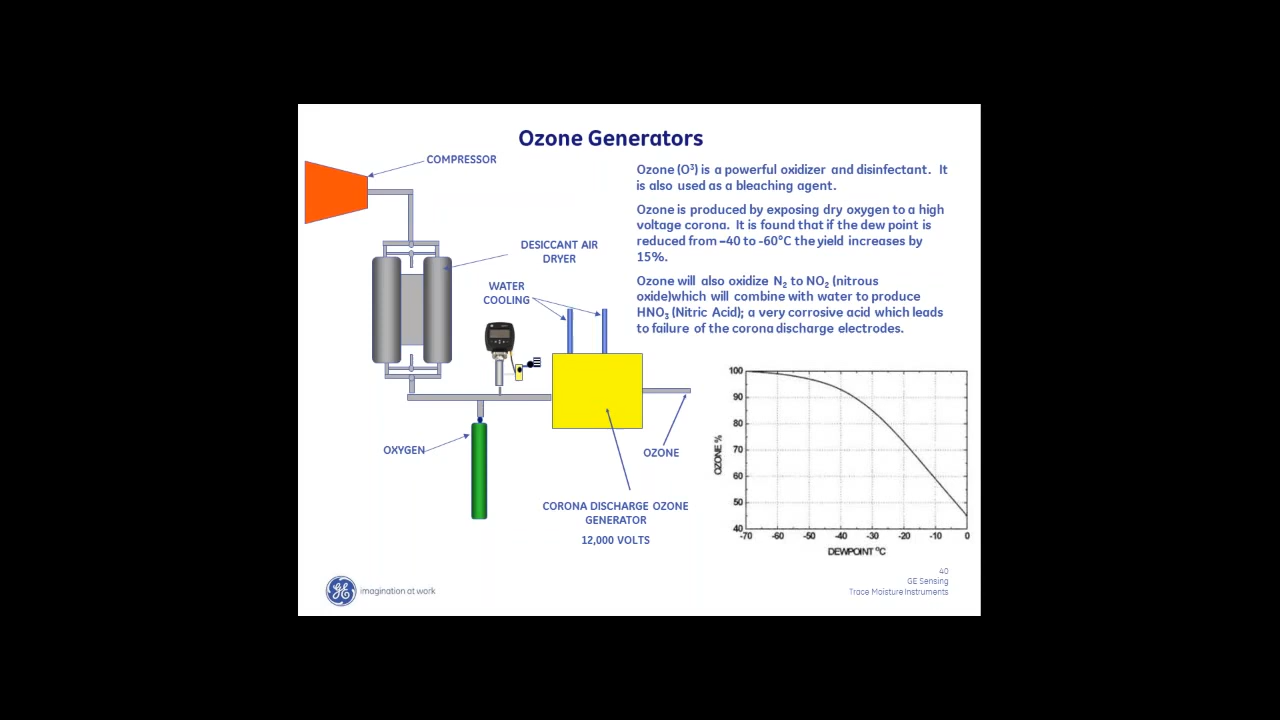 Ozone Generators
COMPRESSOR
Ozone (O³) is a powerful oxidizer and disinfectant. It
is also used as a bleaching agent.
Ozone is produced by exposing dry oxygen to a high
voltage corona. It is found that if the dew point is
reduced from –40 to -60°C the yield increases by
15%.
Ozone will also oxidize N₂ to NO₂ (nitrous
oxide)which will combine with water to produce
HNO₃ (Nitric Acid); a very corrosive acid which leads
to failure of the corona discharge electrodes.
DESICCANT AIR
DRYER
WATER
COOLING
OXYGEN
OZONE
CORONA DISCHARGE OZONE
GENERATOR
12,000 VOLTS
100
90
80
70
60
50
40
OZONE %
-70 -60 -50 -40 -30 -20 -10 0
DEWPOINT °C
40
GE Sensing
Trace Moisture Instruments
GE imagination at work